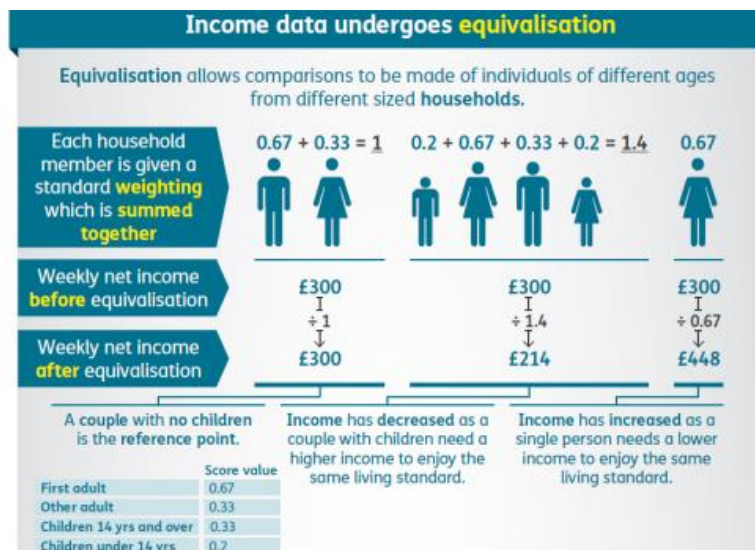 Income data undergoes equivalisation
Equivalisation allows comparisons to be made of individuals of different ages
from different sized households.
Each household
member is given a
standard weighting
which is summed
together
0.67 + 0.33 = 1
0.2 + 0.67 + 0.33 + 0.2 = 1.4
0.67
Weekly net income
before equivalisation
£300
£300
£300
÷ 1
÷ 1.4
÷ 0.67
Weekly net income
after equivalisation
£300
£214
£448
A couple with no children
is the reference point.
Income has decreased as a
couple with children need a
higher income to enjoy the
same living standard.
Income has increased as a
single person needs a lower
income to enjoy the same
living standard.
Score value
First adult 0.67
Other adult 0.33
Children 14 yrs and over 0.33
Children under 14 yrs 0.2